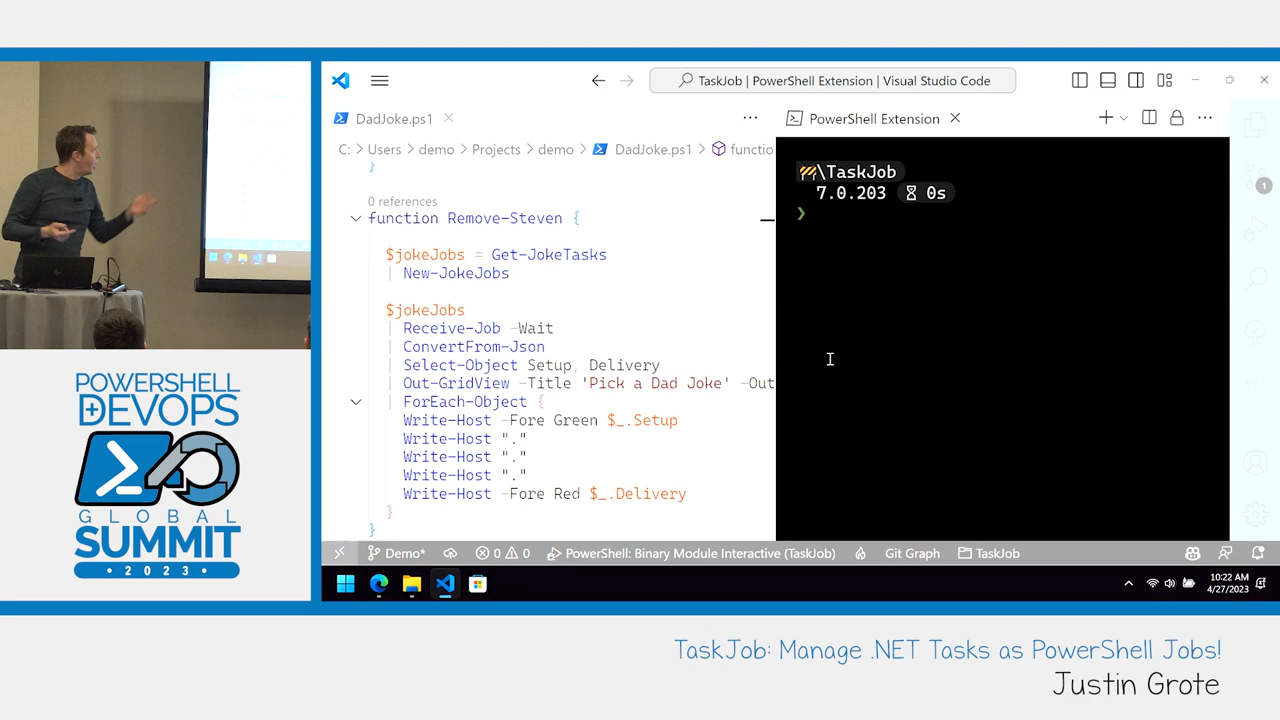 TaskJob | PowerShell Extension | Visual Studio Code
DadJoke.ps1
PowerShell Extension
C: > Users > demo > Projects > demo > DadJoke.ps1 > functio
}
0 references
function Remove-Steven {
$jokeJobs = Get-JokeTasks
| New-JokeJobs
$jokeJobs
| Receive-Job -Wait
| ConvertFrom-Json
| Select-Object Setup, Delivery
| Out-GridView -Title 'Pick a Dad Joke' -Out
| ForEach-Object {
Write-Host -Fore Green $_.Setup
Write-Host "."
Write-Host "."
Write-Host "."
Write-Host -Fore Red $_.Delivery
}
}
\TaskJob
7.0.203 0s
❯
1
Demo* 0 0 PowerShell: Binary Module Interactive (TaskJob) Git Graph TaskJob
10:22 AM
4/27/2023
POWERSHELL
+DEVOPS
GLOBAL
SUMMIT
• 2023 •
TaskJob: Manage .NET Tasks as PowerShell Jobs!
Justin Grote